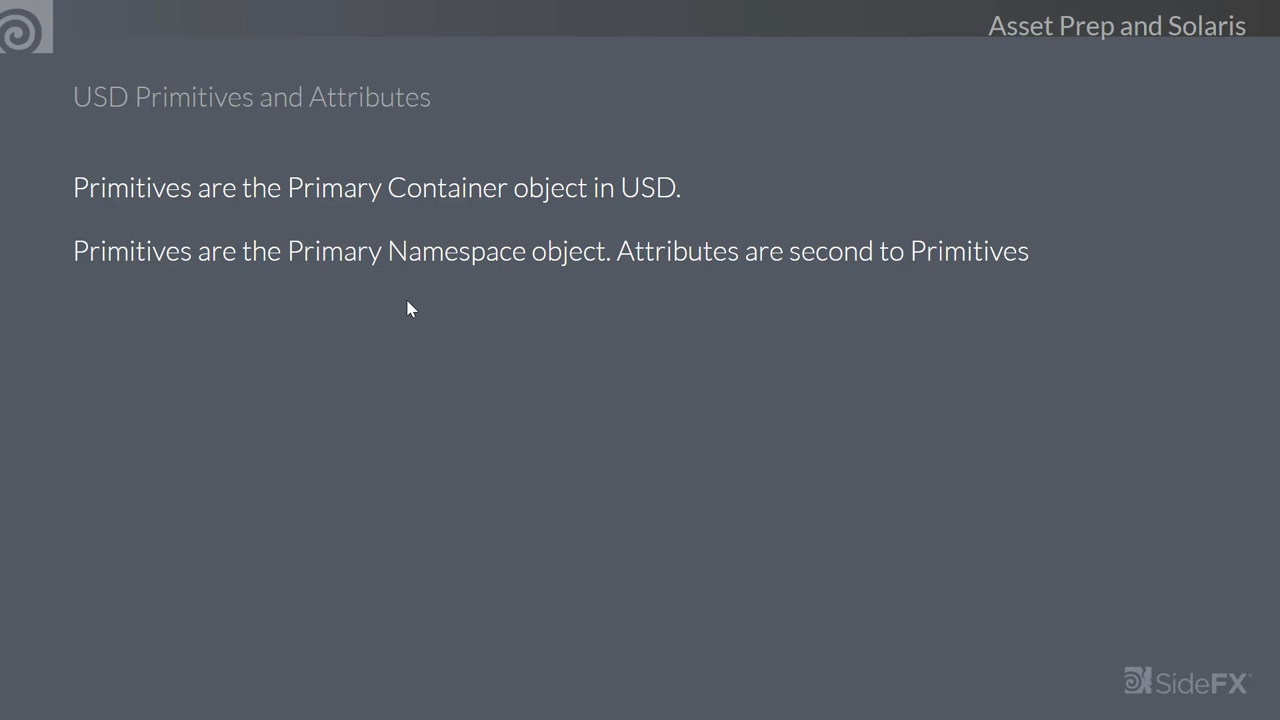 Asset Prep and Solaris
USD Primitives and Attributes
Primitives are the Primary Container object in USD.
Primitives are the Primary Namespace object. Attributes are second to Primitives
SideFX